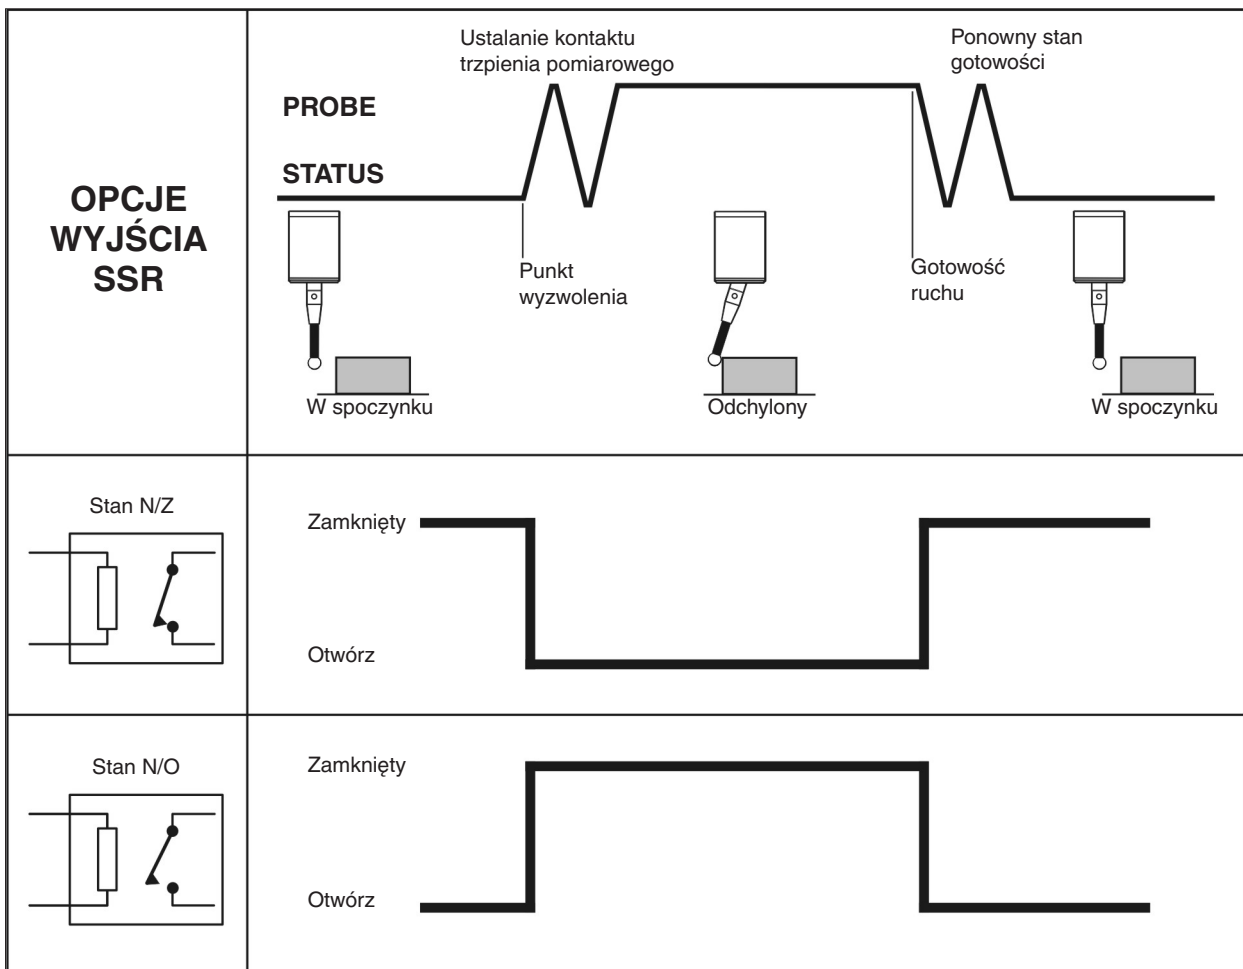 OPCJE
WYJŚCIA
SSR
Ustalanie kontaktu
trzpienia pomiarowego
Ponowny stan
gotowości
PROBE
STATUS
Punkt
wyzwolenia
Gotowość
ruchu
W spoczynku
Odchylony
W spoczynku
Stan N/Z
Zamknięty
Otwórz
Stan N/O
Zamknięty
Otwórz